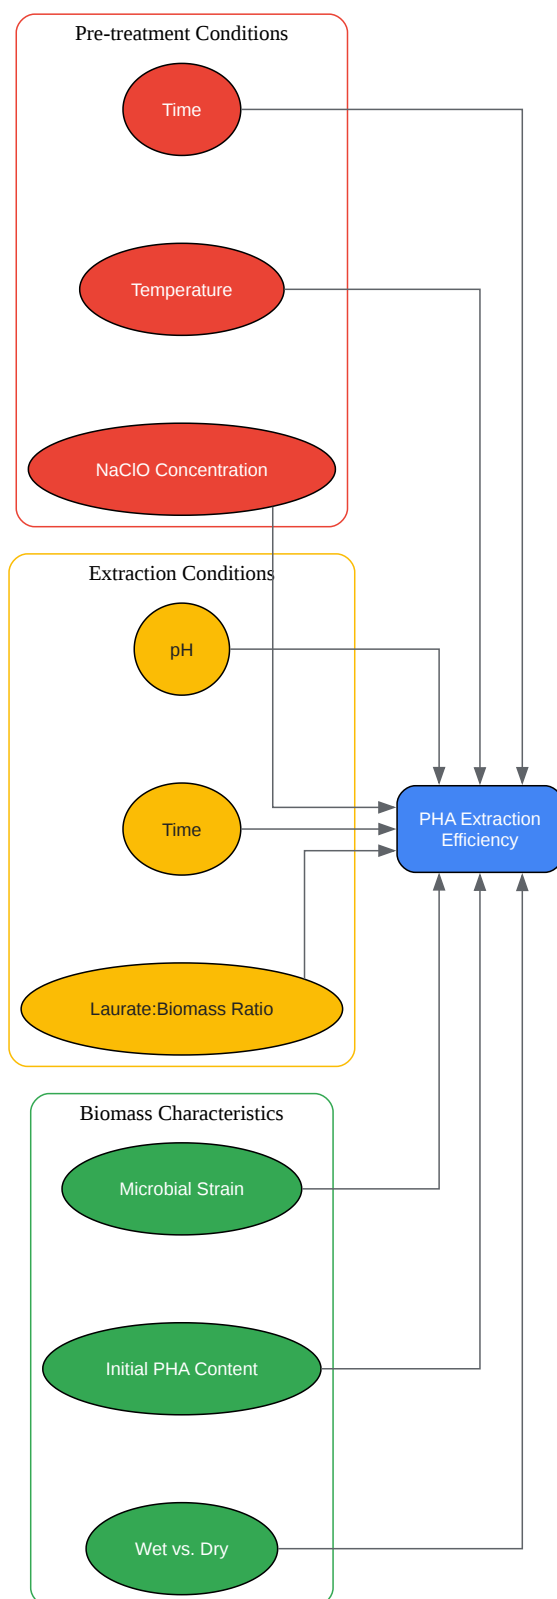 Pre-treatment Conditions
Time
Temperature
NaClO Concentration
Extraction Conditions
pH
Time
Laurate:Biomass Ratio
PHA Extraction
Efficiency
Biomass Characteristics
Microbial Strain
Initial PHA Content
Wet vs. Dry